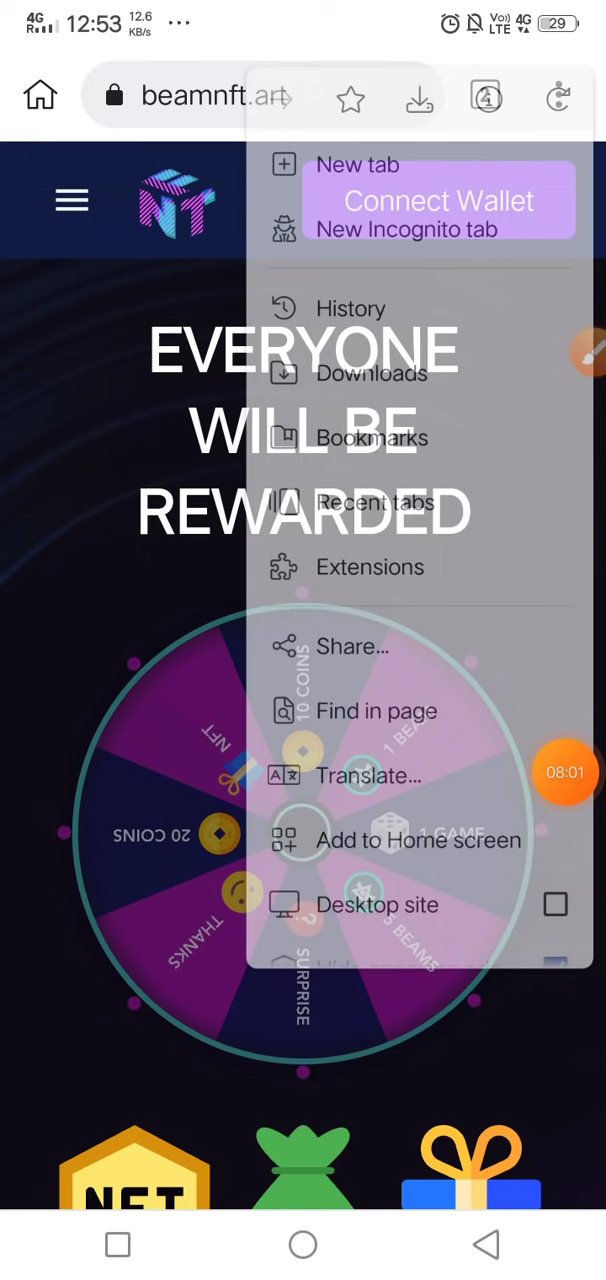 4G
R
12:53
12.6
KB/s
Vo))
LTE
4G
29
beamnft.art
New tab
NT
Connect Wallet
New Incognito tab
History
EVERYONE
Downloads
WILL BE
Bookmarks
Recent tabs
REWARDED
Extensions
Share...
10 COINS
Find in page
NFT
1 BEAM
Translate...
08:01
20 COINS
1 GAME
Add to Home screen
Desktop site
THANKS
5 BEAMS
SURPRISE
NFT